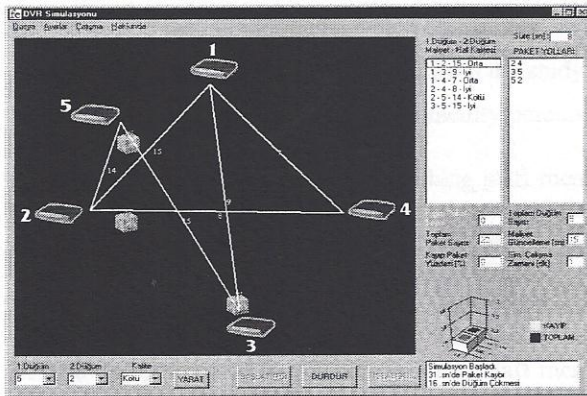 DVR Simulasyonu
Dosya Ayarlar Çalışma Hakkında
1
5
2
4
3
15
14
9
8
15
1.Düğüm - 2.Düğüm
Maliyet - Hat Kalitesi
1 - 2 - 15 - Orta
1 - 3 - 9 - İyi
1 - 4 - 7 - Orta
2 - 4 - 8 - İyi
2 - 5 - 14 - Kötü
3 - 5 - 15 - İyi
Süre (sn) :
PAKET YOLLARI:
2 4
3 5
5 2
Toplam Düğüm
Sayısı
Toplam
Paket Sayısı
Maliyet
Güncelleme (sn)
Kayıp Paket
Yüzdesi (%)
Sim. Çalışma
Zamanı (dk)
KAYIP
TOPLAM
1.Düğüm 2.Düğüm Kalite
5 2 Kötü YARAT DURDUR
Simulasyon Başladı.
31. sn'de Paket Kaybı
16. sn'de Düğüm Çökmesi